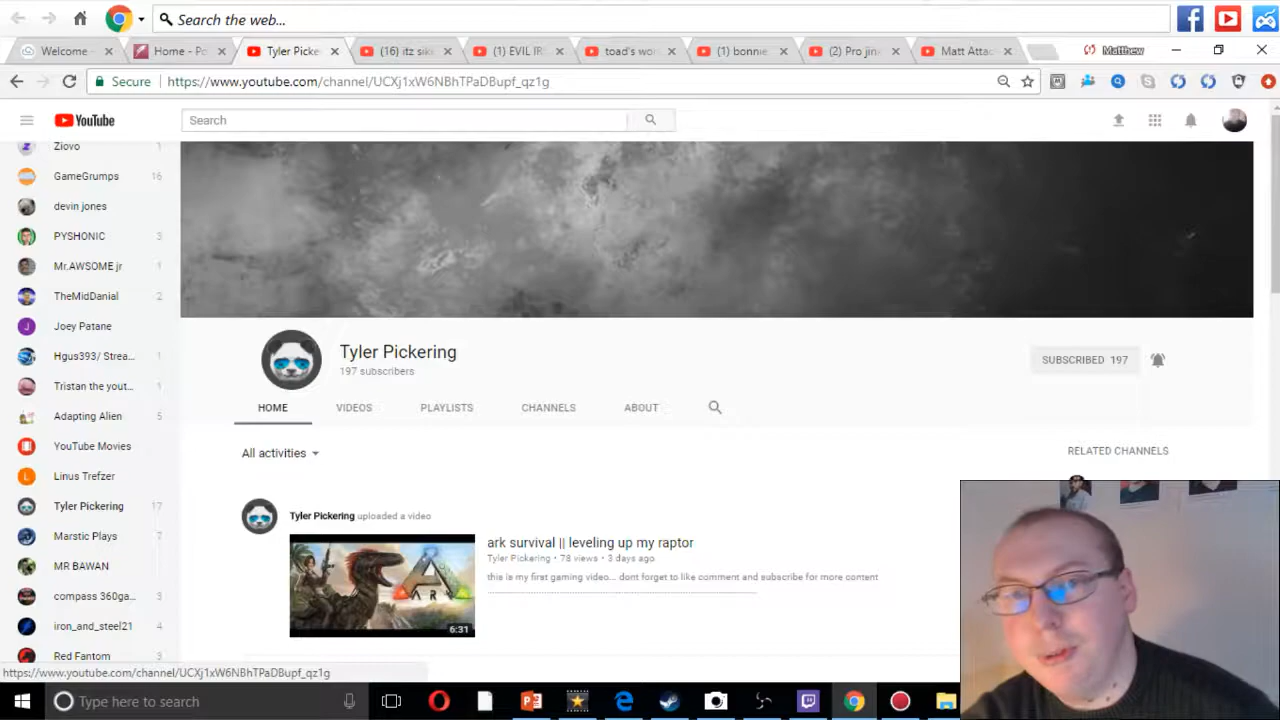 Search the web...
Welcome
Home - Po
Tyler Picke
(16) itz sik
(1) EVIL IR
toad's wor
(1) bonnie
(2) Pro jin
Matt Attac
Matthew
Secure
https://www.youtube.com/channel/UCXj1xW6NBhTPaDBupf_qz1g
YouTube
Search
Ziovo 1
GameGrumps 16
devin jones
PYSHONIC 3
Mr.AWSOME jr 1
TheMidDanial 2
Joey Patane
Hgus393/ Strea... 1
Tristan the yout... 1
Adapting Alien 5
YouTube Movies
Linus Trefzer
Tyler Pickering 17
Marstic Plays 7
MR BAWAN
compass 360ga... 3
iron_and_steel21 4
Red Fantom 3
Tyler Pickering
197 subscribers
SUBSCRIBED 197
HOME VIDEOS PLAYLISTS CHANNELS ABOUT
All activities
RELATED CHANNELS
Tyler Pickering uploaded a video
ARK
6:31
ark survival || leveling up my raptor
Tyler Pickering • 78 views • 3 days ago
this is my first gaming video... dont forget to like comment and subscribe for more content
https://www.youtube.com/channel/UCXj1xW6NBhTPaDBupf_qz1g
Type here to search